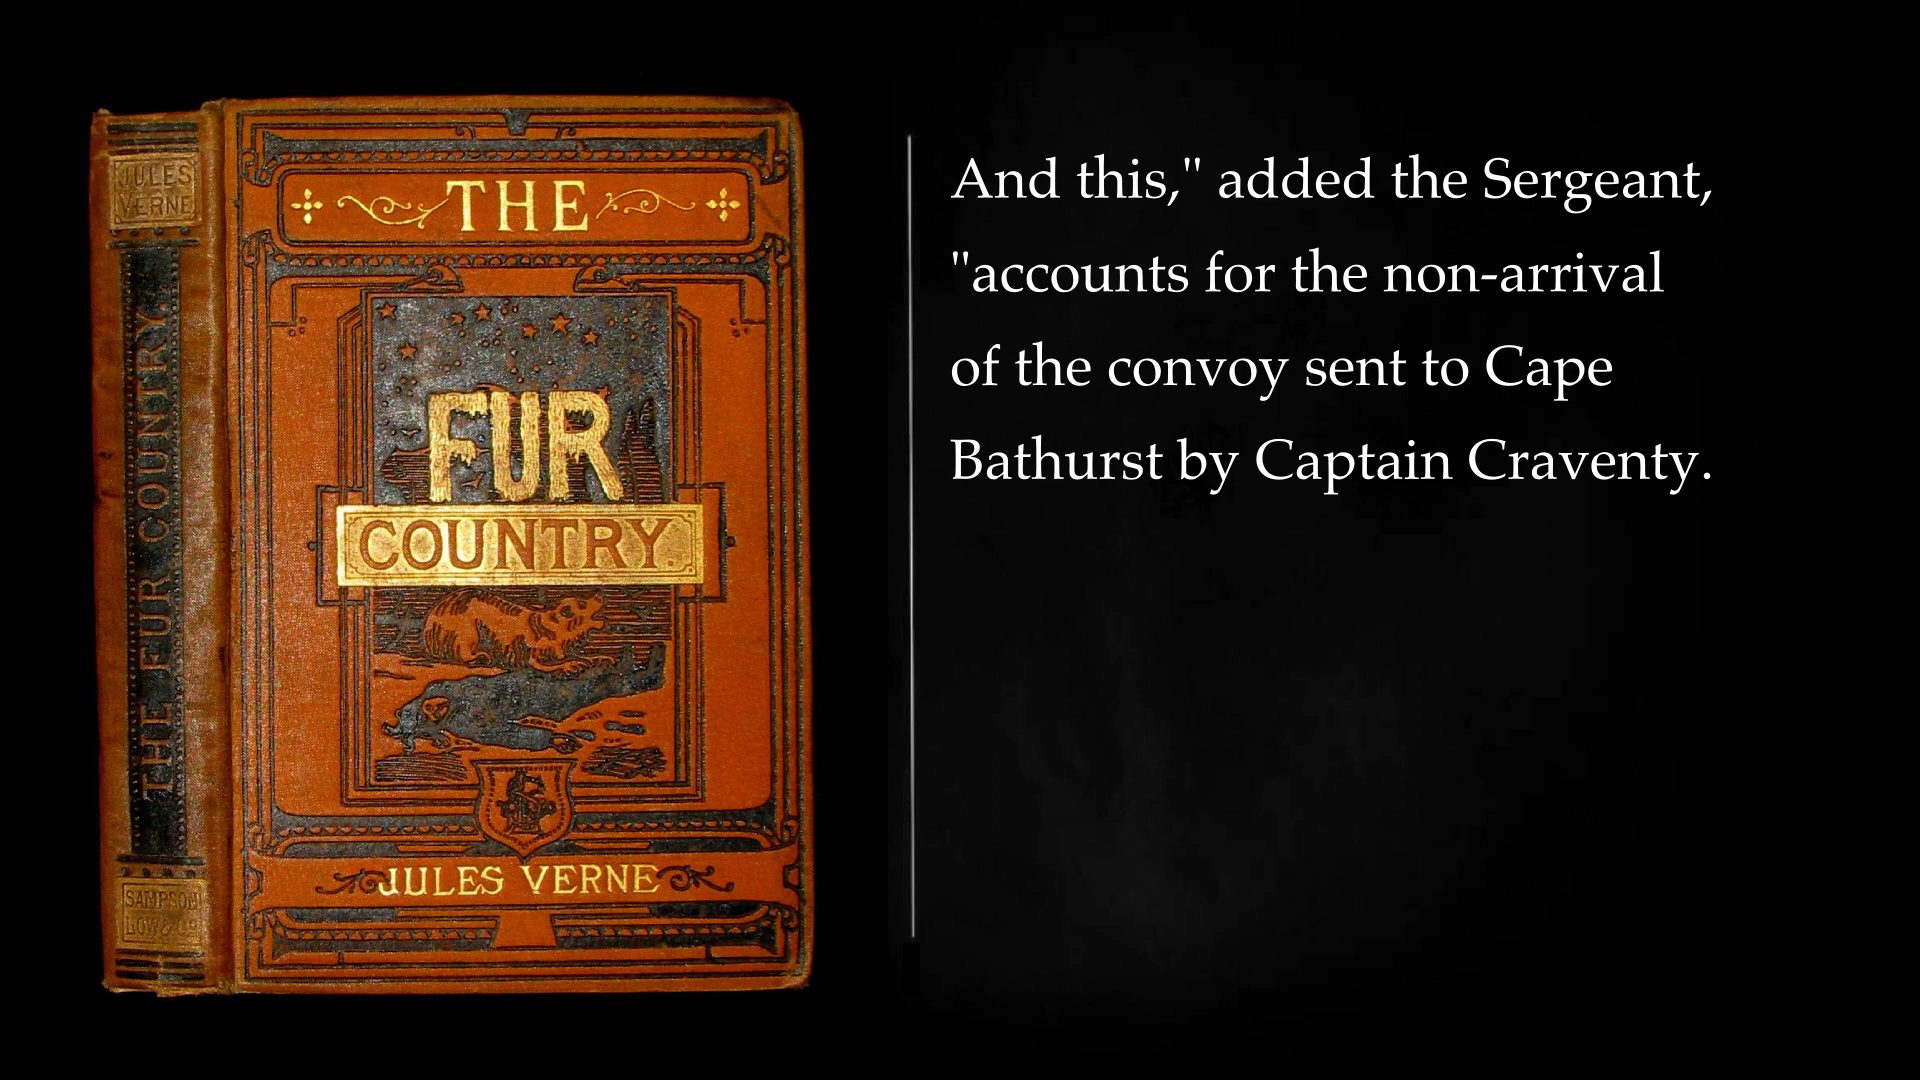 JULES
VERNE
THE FUR COUNTRY.
SAMPSON
LOW & Co
THE
FUR
COUNTRY.
JULES VERNE
And this," added the Sergeant,
"accounts for the non-arrival
of the convoy sent to Cape
Bathurst by Captain Craventy.